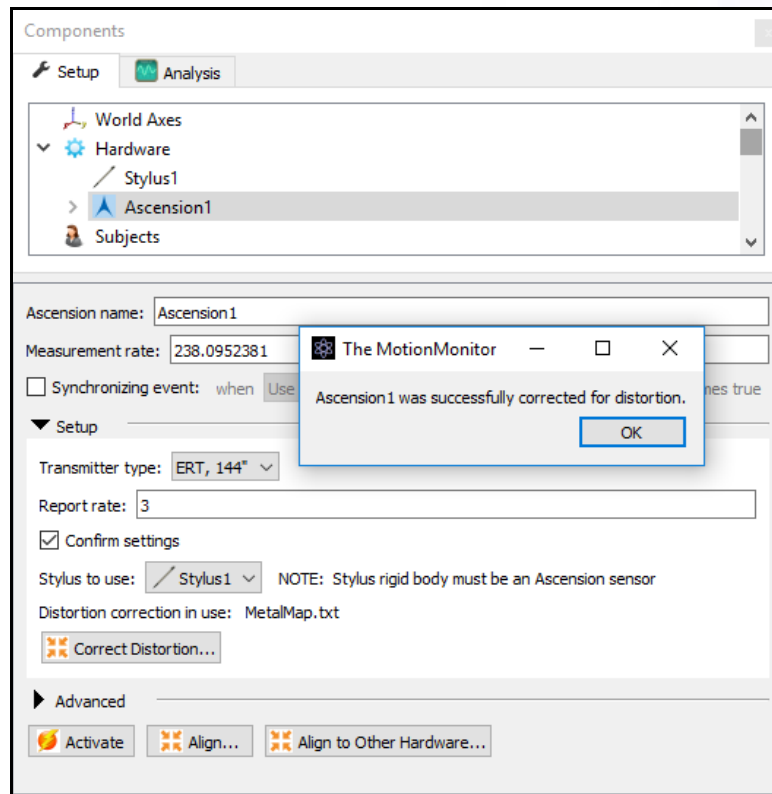 Components
Setup
Analysis
World Axes
Hardware
Stylus1
Ascension1
Subjects
Ascension name: Ascension1
Measurement rate: 238.0952381
Synchronizing event: when Use mes true
The MotionMonitor
Ascension1 was successfully corrected for distortion.
OK
Setup
Transmitter type: ERT, 144"
Report rate: 3
Confirm settings
Stylus to use: Stylus1 NOTE: Stylus rigid body must be an Ascension sensor
Distortion correction in use: MetalMap.txt
Correct Distortion...
Advanced
Activate Align... Align to Other Hardware...